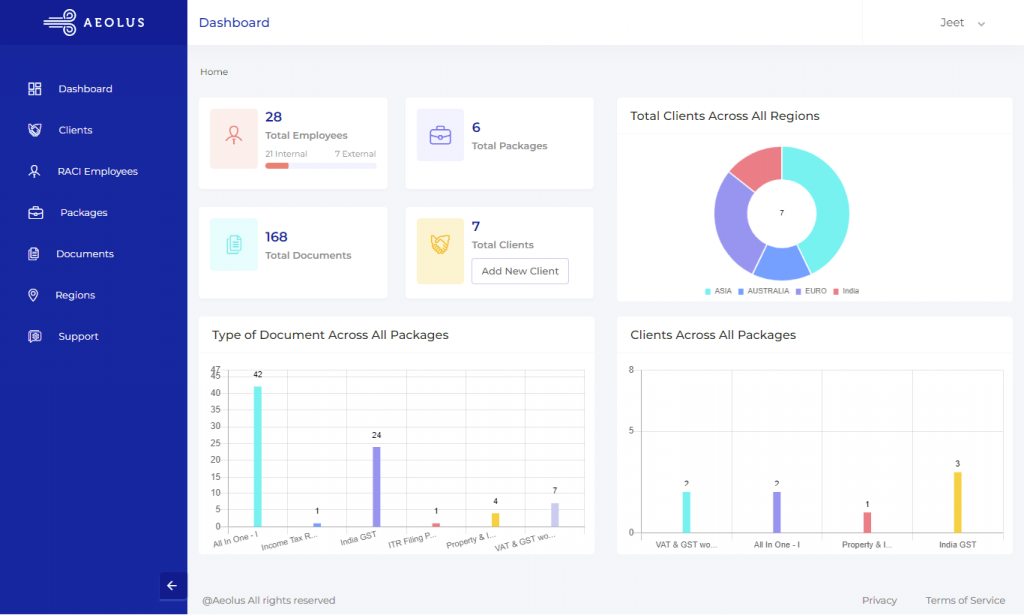 AEOLUS
Dashboard
Jeet
Dashboard
Clients
RACI Employees
Packages
Documents
Regions
Support
Home
28
Total Employees
21 Internal 7 External
6
Total Packages
168
Total Documents
7
Total Clients
Add New Client
Total Clients Across All Regions
7
ASIA AUSTRALIA EURO India
Type of Document Across All Packages
47
45
40
35
30
25
20
15
10
5
0
42
1
24
1
4
7
All In One - I
Income Tax R...
India GST
ITR Filing P...
Property & I...
VAT & GST wo...
Clients Across All Packages
8
5
0
2
2
1
3
VAT & GST wo...
All In One - I
Property & I...
India GST
@Aeolus All rights reserved
Privacy Terms of Service